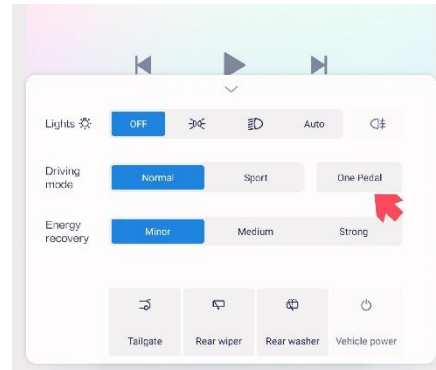 Lights
OFF
Auto
Driving
mode
Normal
Sport
One Pedal
Energy
recovery
Minor
Medium
Strong
Tailgate
Rear wiper
Rear washer
Vehicle power